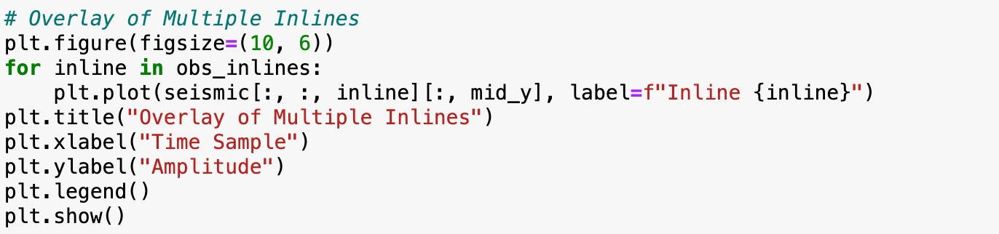 # Overlay of Multiple Inlines
plt.figure(figsize=(10, 6))
for inline in obs_inlines:
    plt.plot(seismic[:, :, inline][:, mid_y], label=f"Inline {inline}")
plt.title("Overlay of Multiple Inlines")
plt.xlabel("Time Sample")
plt.ylabel("Amplitude")
plt.legend()
plt.show()